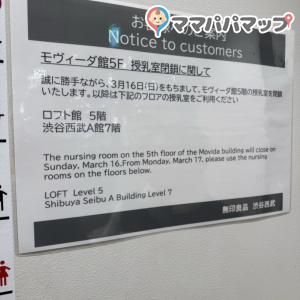 ママパパマップ
Notice to customers
モヴィーダ館5F 授乳室閉鎖に関して
誠に勝手ながら、3月16日(日)をもちまして、モヴィーダ館5階の授乳室を閉鎖
いたします。以降は下記のフロアの授乳室をご利用ください
ロフト館 5階
渋谷西武A館7階
The nursing room on the 5th floor of the Movida building will close on
Sunday, March 16.From Monday, March 17, please use the nursing
rooms on the floors below.
LOFT Level 5
Shibuya Seibu A Building Level 7
無印良品 渋谷西武